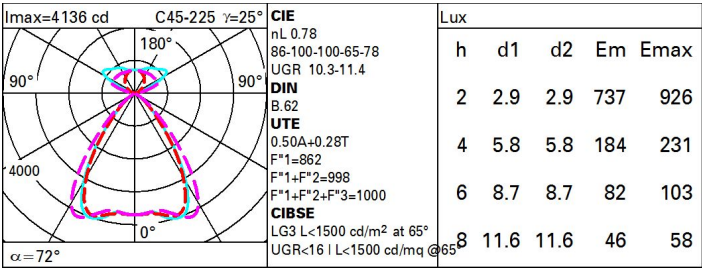 Imax=4136 cd C45-225 γ=25°
180°
90° 90°
4000
0°
α=72°
CIE
nL 0.78
86-100-100-65-78
UGR 10.3-11.4
DIN
B.62
UTE
0.50A+0.28T
F"1=862
F"1+F"2=998
F"1+F"2+F"3=1000
CIBSE
LG3 L<1500 cd/m² at 65°
UGR<16 | L<1500 cd/mq @65°
Lux
h d1 d2 Em Emax
2 2.9 2.9 737 926
4 5.8 5.8 184 231
6 8.7 8.7 82 103
8 11.6 11.6 46 58